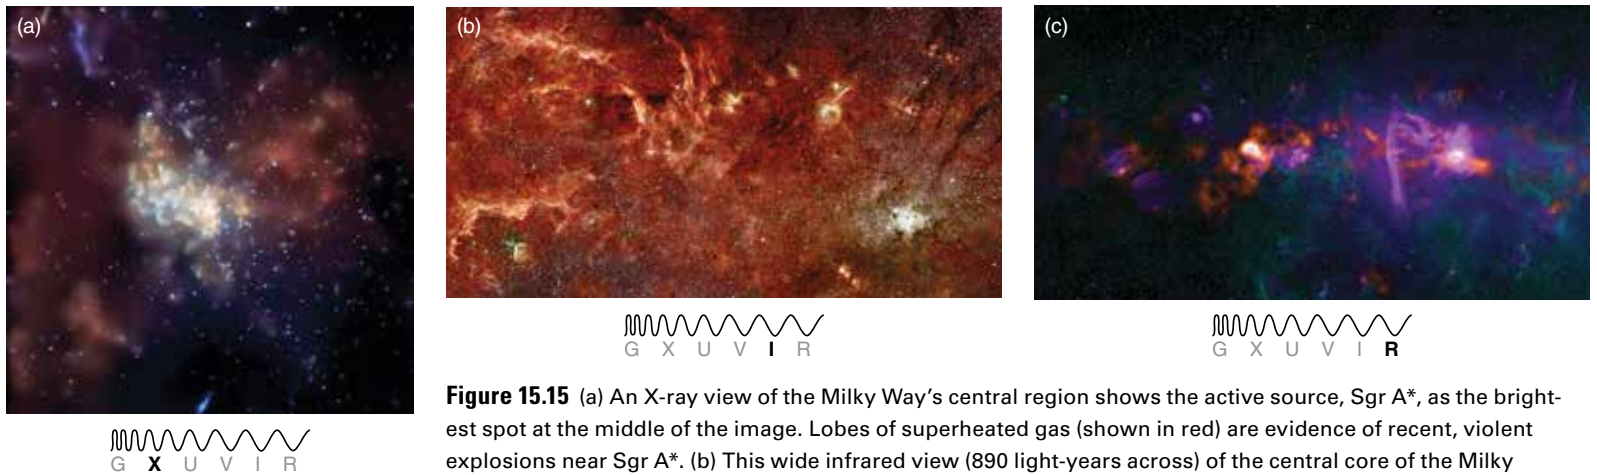 (a)
(b)
(c)
G X U V I R
G X U V I R
Figure 15.15 (a) An X-ray view of the Milky Way’s central region shows the active source, Sgr A*, as the bright-
est spot at the middle of the image. Lobes of superheated gas (shown in red) are evidence of recent, violent
explosions near Sgr A*. (b) This wide infrared view (890 light-years across) of the central core of the Milky
G X U V I R